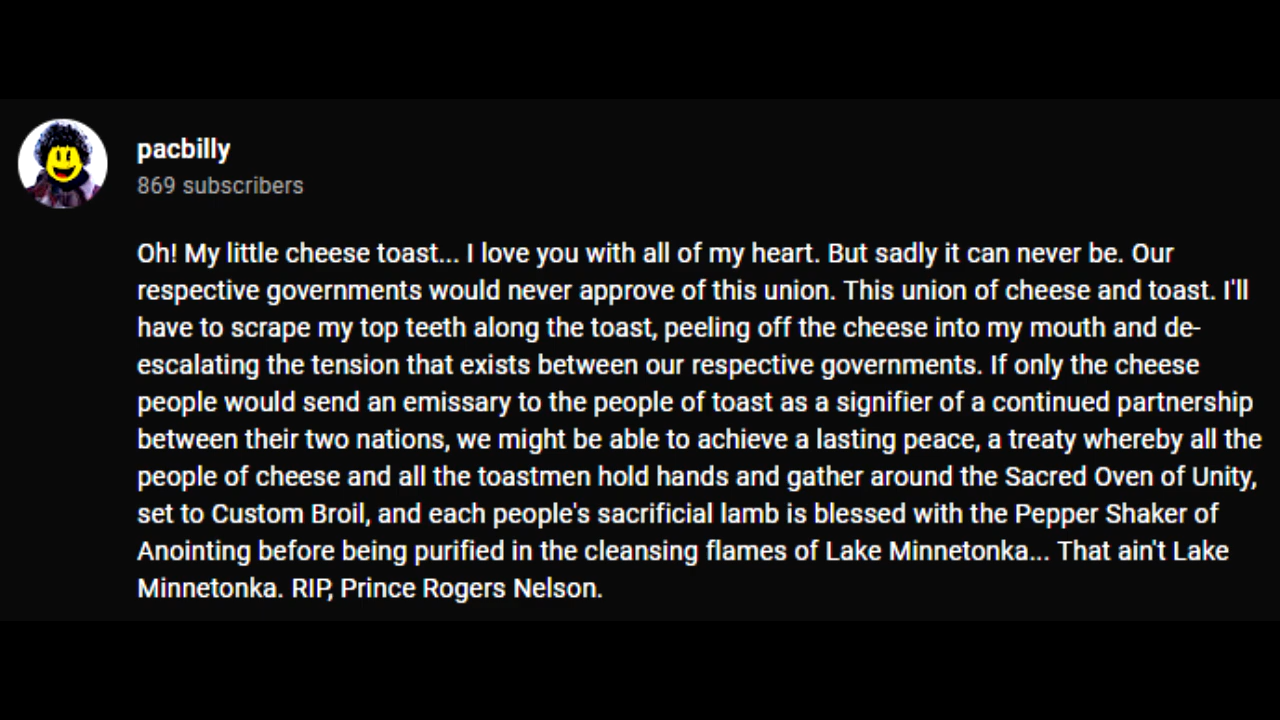 pacbilly
869 subscribers
Oh! My little cheese toast... I love you with all of my heart. But sadly it can never be. Our
respective governments would never approve of this union. This union of cheese and toast. I'll
have to scrape my top teeth along the toast, peeling off the cheese into my mouth and de-
escalating the tension that exists between our respective governments. If only the cheese
people would send an emissary to the people of toast as a signifier of a continued partnership
between their two nations, we might be able to achieve a lasting peace, a treaty whereby all the
people of cheese and all the toastmen hold hands and gather around the Sacred Oven of Unity,
set to Custom Broil, and each people's sacrificial lamb is blessed with the Pepper Shaker of
Anointing before being purified in the cleansing flames of Lake Minnetonka... That ain't Lake
Minnetonka. RIP, Prince Rogers Nelson.